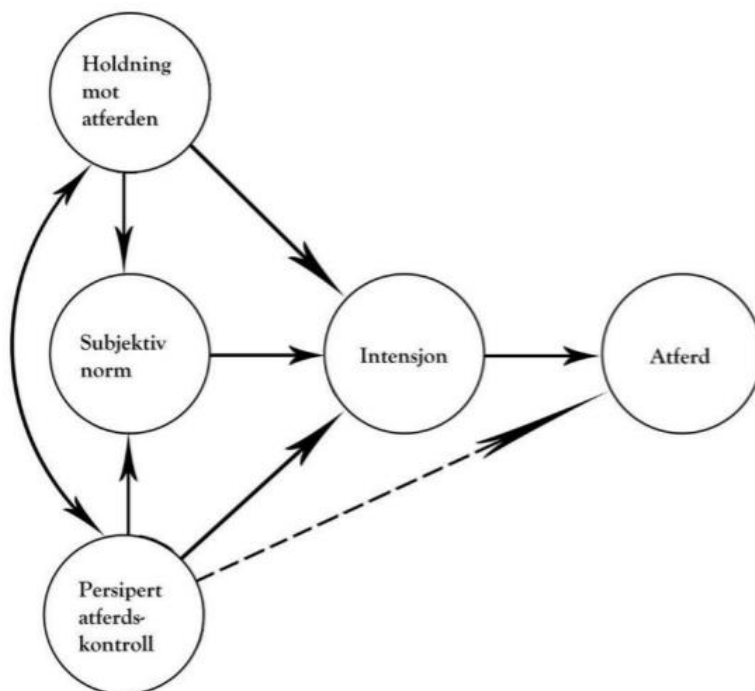 Holdning
mot
atferden
Subjektiv
norm
Intensjon
Atferd
Persipert
atferds-
kontroll